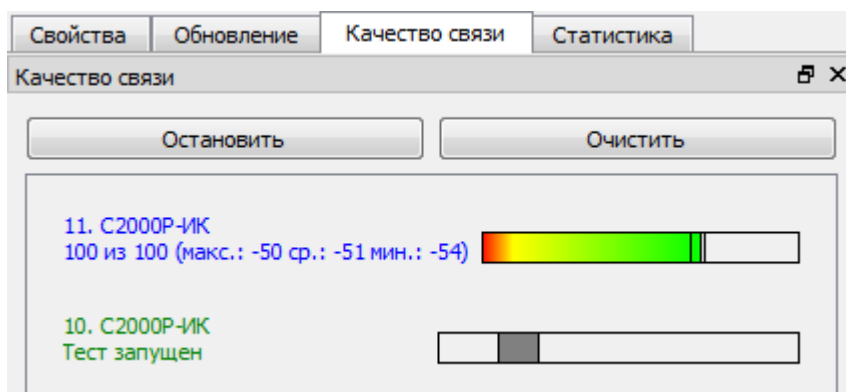 Свойства Обновление Качество связи Статистика
Качество связи
Остановить Очистить
11. С2000Р-ИК
100 из 100 (макс.: -50 ср.: -51 мин.: -54)
10. С2000Р-ИК
Тест запущен